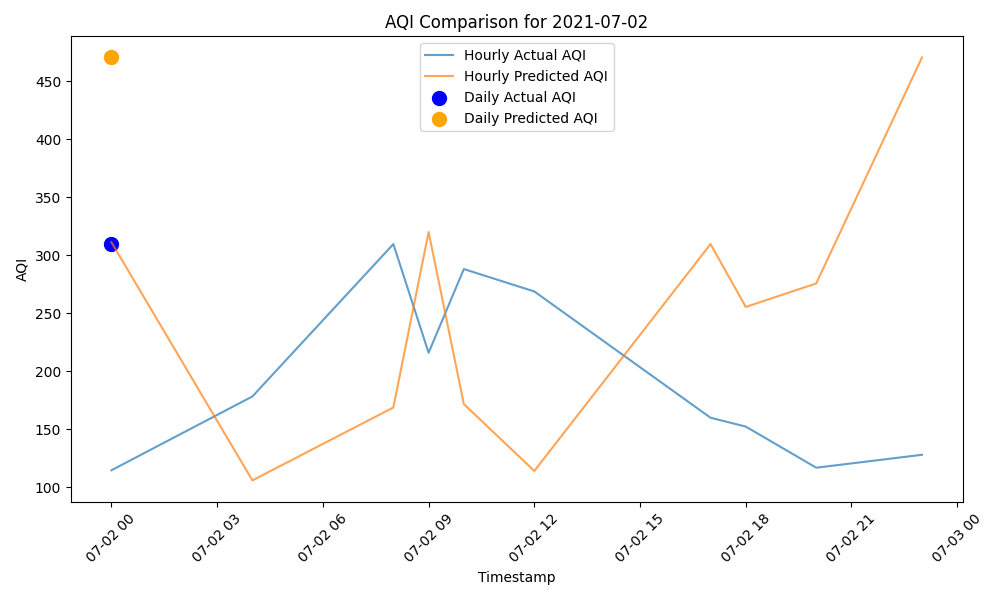 AQI Comparison for 2021-07-02
Hourly Actual AQI
Hourly Predicted AQI
Daily Actual AQI
Daily Predicted AQI
AQI
450
400
350
300
250
200
150
100
07-02 00
07-02 03
07-02 06
07-02 09
07-02 12
07-02 15
07-02 18
07-02 21
07-03 00
Timestamp